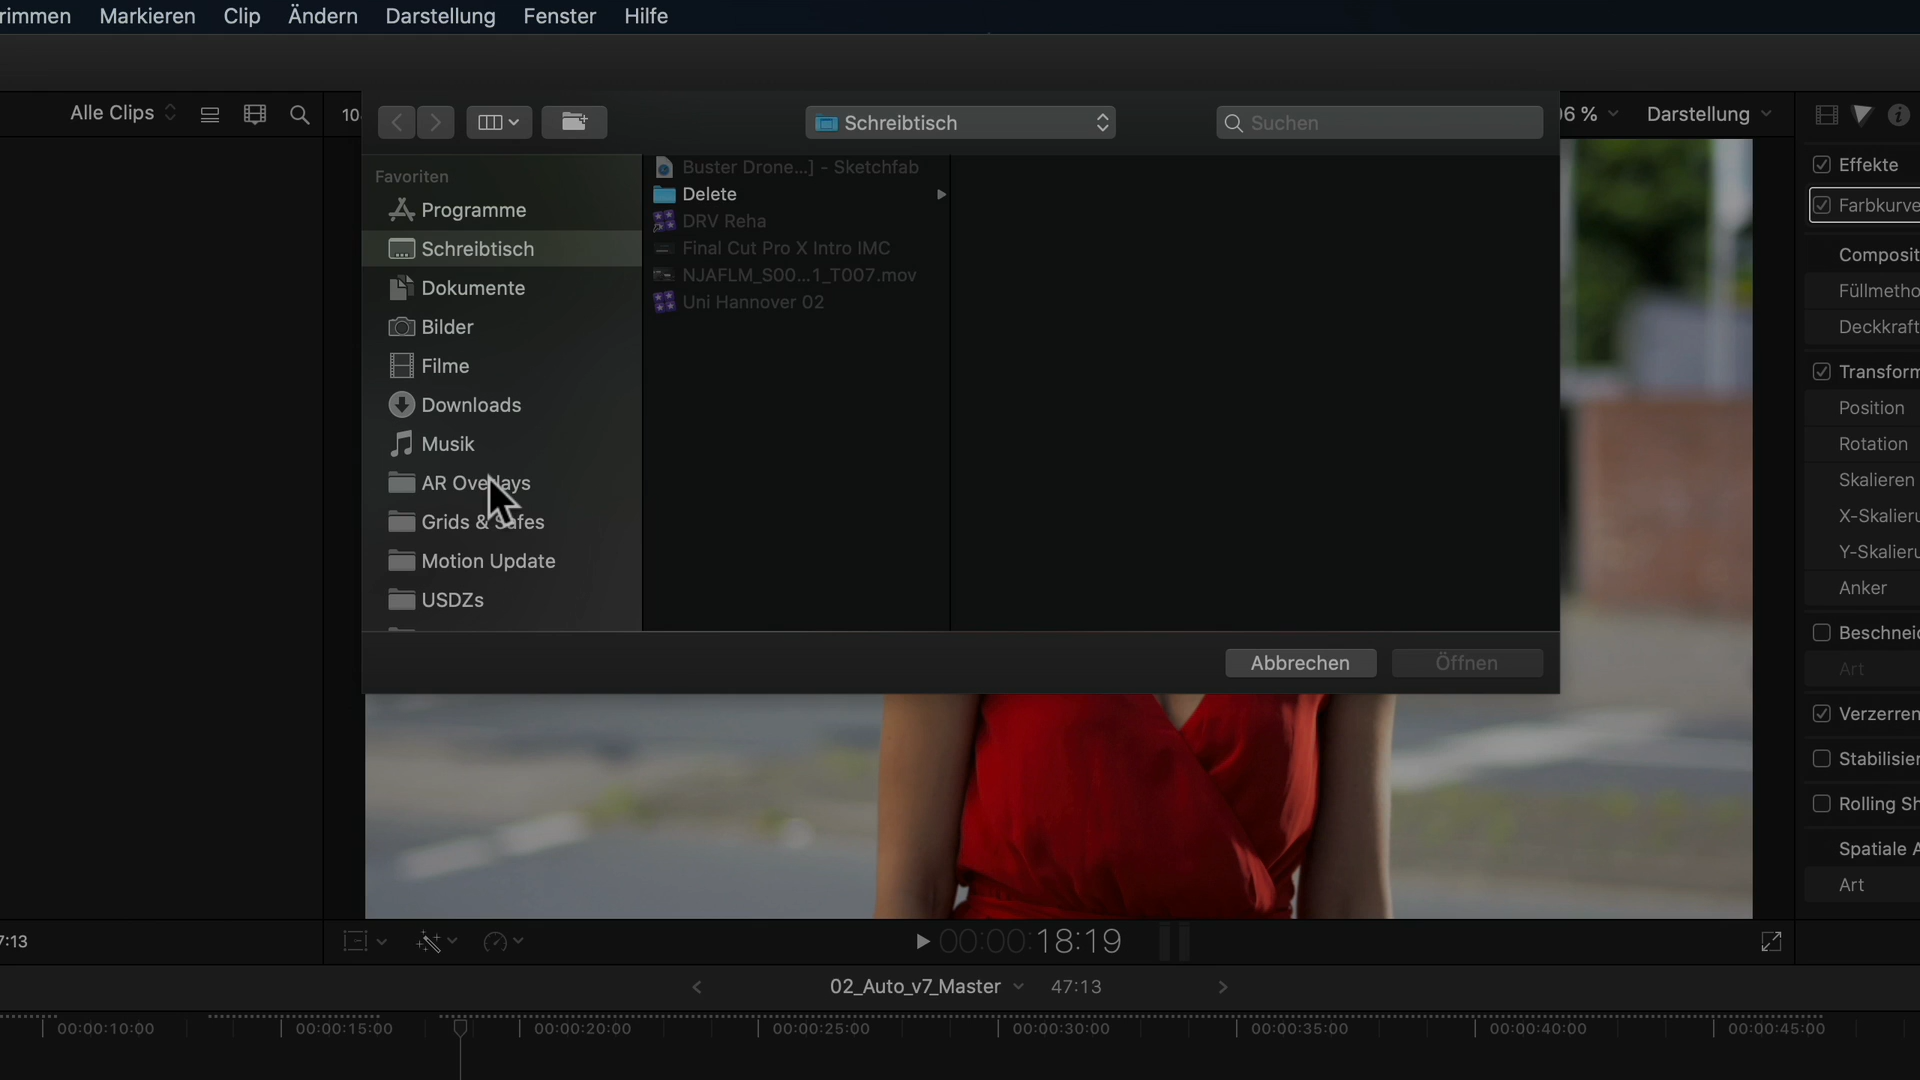 rimmen Markieren Clip Ändern Darstellung Fenster Hilfe
Alle Clips
10
Schreibtisch
Suchen
96 %
Darstellung
Favoriten
Programme
Schreibtisch
Dokumente
Bilder
Filme
Downloads
Musik
AR Overlays
Grids & Safes
Motion Update
USDZs
Buster Drone...] - Sketchfab
Delete
DRV Reha
Final Cut Pro X Intro IMC
NJAFLM_S00...1_T007.mov
Uni Hannover 02
Abbrechen
Öffnen
Effekte
Farbkurve
Composit
Füllmetho
Deckkraft
Transform
Position
Rotation
Skalieren
X-Skalieru
Y-Skalieru
Anker
Beschneid
Art
Verzerren
Stabilisier
Rolling Sh
Spatiale A
Art
7:13
00:00:18:19
02_Auto_v7_Master 47:13
00:00:10:00 00:00:15:00 00:00:20:00 00:00:25:00 00:00:30:00 00:00:35:00 00:00:40:00 00:00:45:00